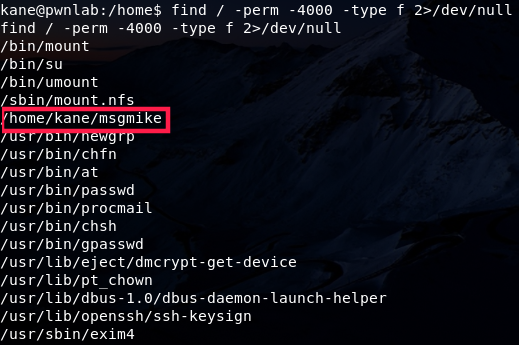 kane@pwnlab:/home$ find / -perm -4000 -type f 2>/dev/null
find / -perm -4000 -type f 2>/dev/null
/bin/mount
/bin/su
/bin/umount
/sbin/mount.nfs
/home/kane/msgmike
/usr/bin/newgrp
/usr/bin/chfn
/usr/bin/at
/usr/bin/passwd
/usr/bin/procmail
/usr/bin/chsh
/usr/bin/gpasswd
/usr/lib/eject/dmcrypt-get-device
/usr/lib/pt_chown
/usr/lib/dbus-1.0/dbus-daemon-launch-helper
/usr/lib/openssh/ssh-keysign
/usr/sbin/exim4